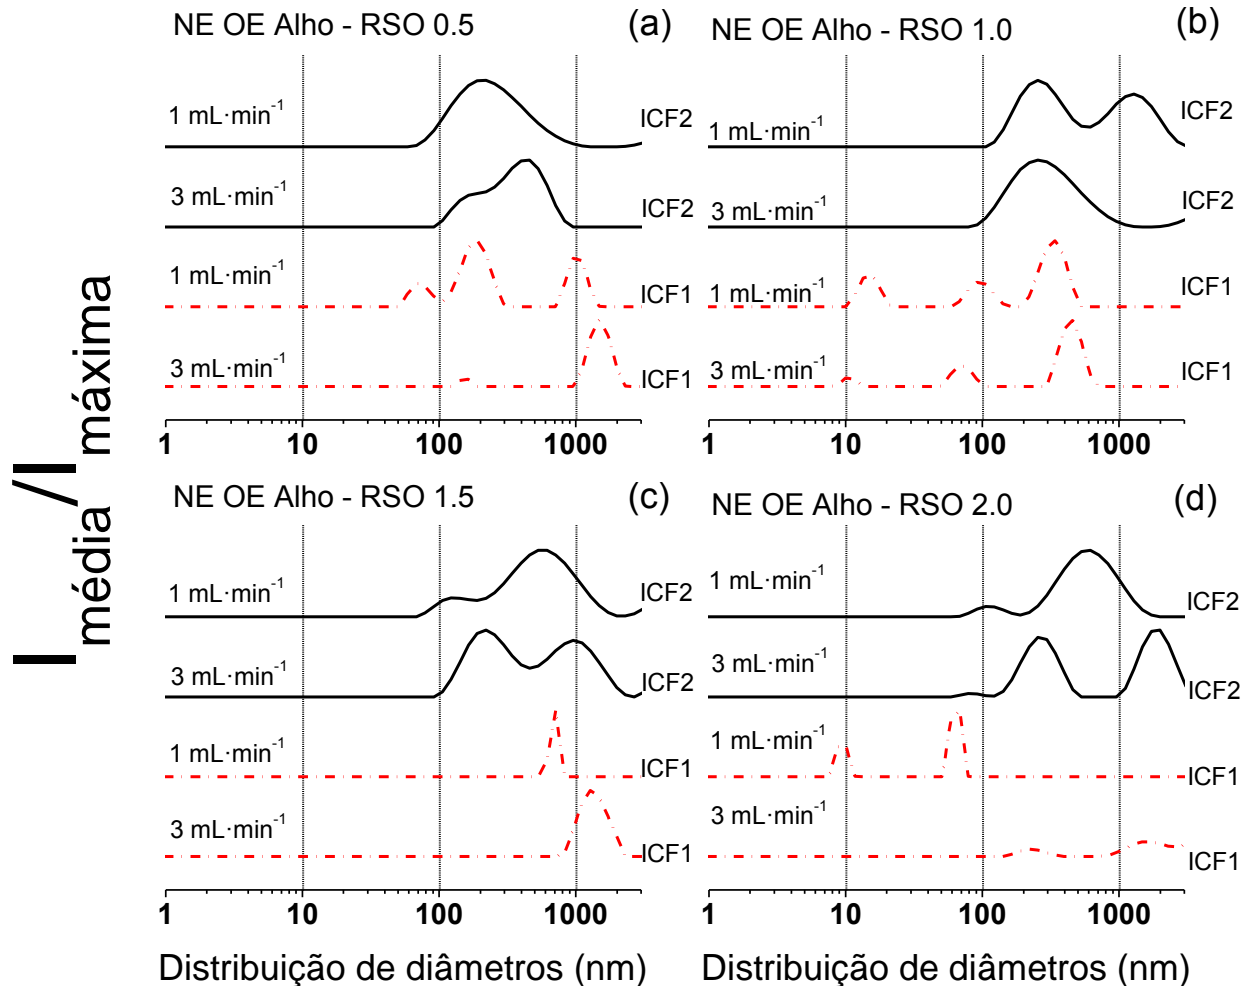 NE OE Alho - RSO 0.5 (a)
1 mL·min⁻¹ ICF2
3 mL·min⁻¹ ICF2
1 mL·min⁻¹ ICF1
3 mL·min⁻¹ ICF1
1 10 100 1000
NE OE Alho - RSO 1.0 (b)
1 mL·min⁻¹ ICF2
3 mL·min⁻¹ ICF2
1 mL·min⁻¹ ICF1
3 mL·min⁻¹ ICF1
1 10 100 1000
I média / I máxima
NE OE Alho - RSO 1.5 (c)
1 mL·min⁻¹ ICF2
3 mL·min⁻¹ ICF2
1 mL·min⁻¹ ICF1
3 mL·min⁻¹ ICF1
1 10 100 1000
Distribuição de diâmetros (nm)
NE OE Alho - RSO 2.0 (d)
1 mL·min⁻¹ ICF2
3 mL·min⁻¹ ICF2
1 mL·min⁻¹ ICF1
3 mL·min⁻¹ ICF1
1 10 100 1000
Distribuição de diâmetros (nm)